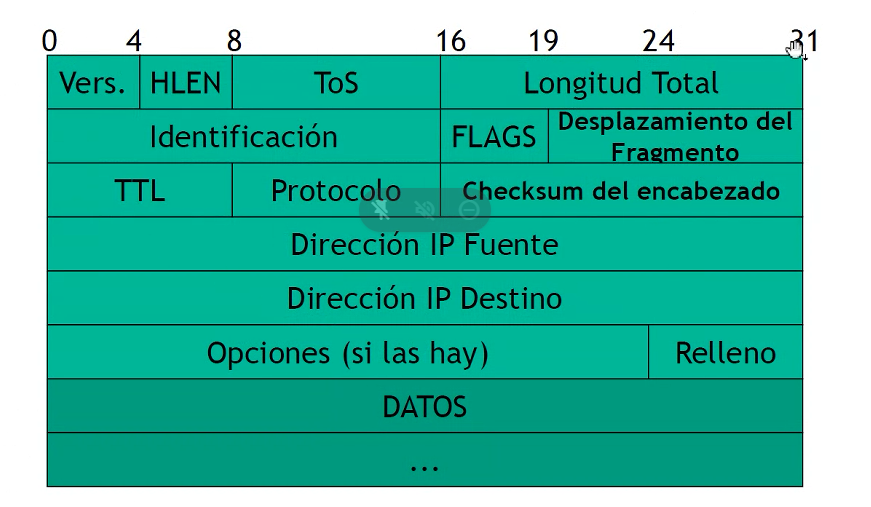 0 4 8 16 19 24 31
Vers. HLEN ToS Longitud Total
Identificación FLAGS Desplazamiento del
Fragmento
TTL Protocolo Checksum del encabezado
Dirección IP Fuente
Dirección IP Destino
Opciones (si las hay) Relleno
DATOS
...